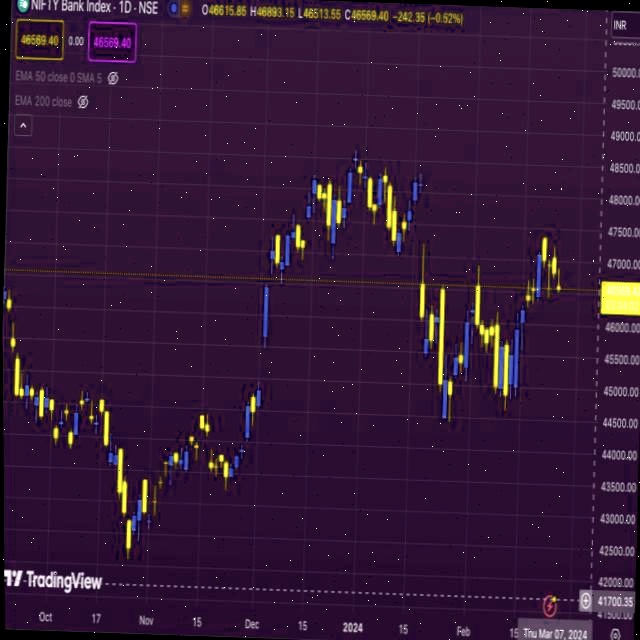 NIFTY Bank Index · 1D · NSE O46615.85 H46893.15 L46513.55 C46569.40 −242.35 (−0.52%)
INR
46569.40 0.00 46569.40
EMA 50 close 0 SMA 5
EMA 200 close
50000.00
49500.00
49000.00
48500.00
48000.00
47500.00
47000.00
46000.00
45500.00
45000.00
44500.00
44000.00
43500.00
43000.00
42500.00
42000.00
41700.35
TradingView
Oct 17 Nov 15 Dec 15 2024 15 Feb
Thu Mar 07, 2024